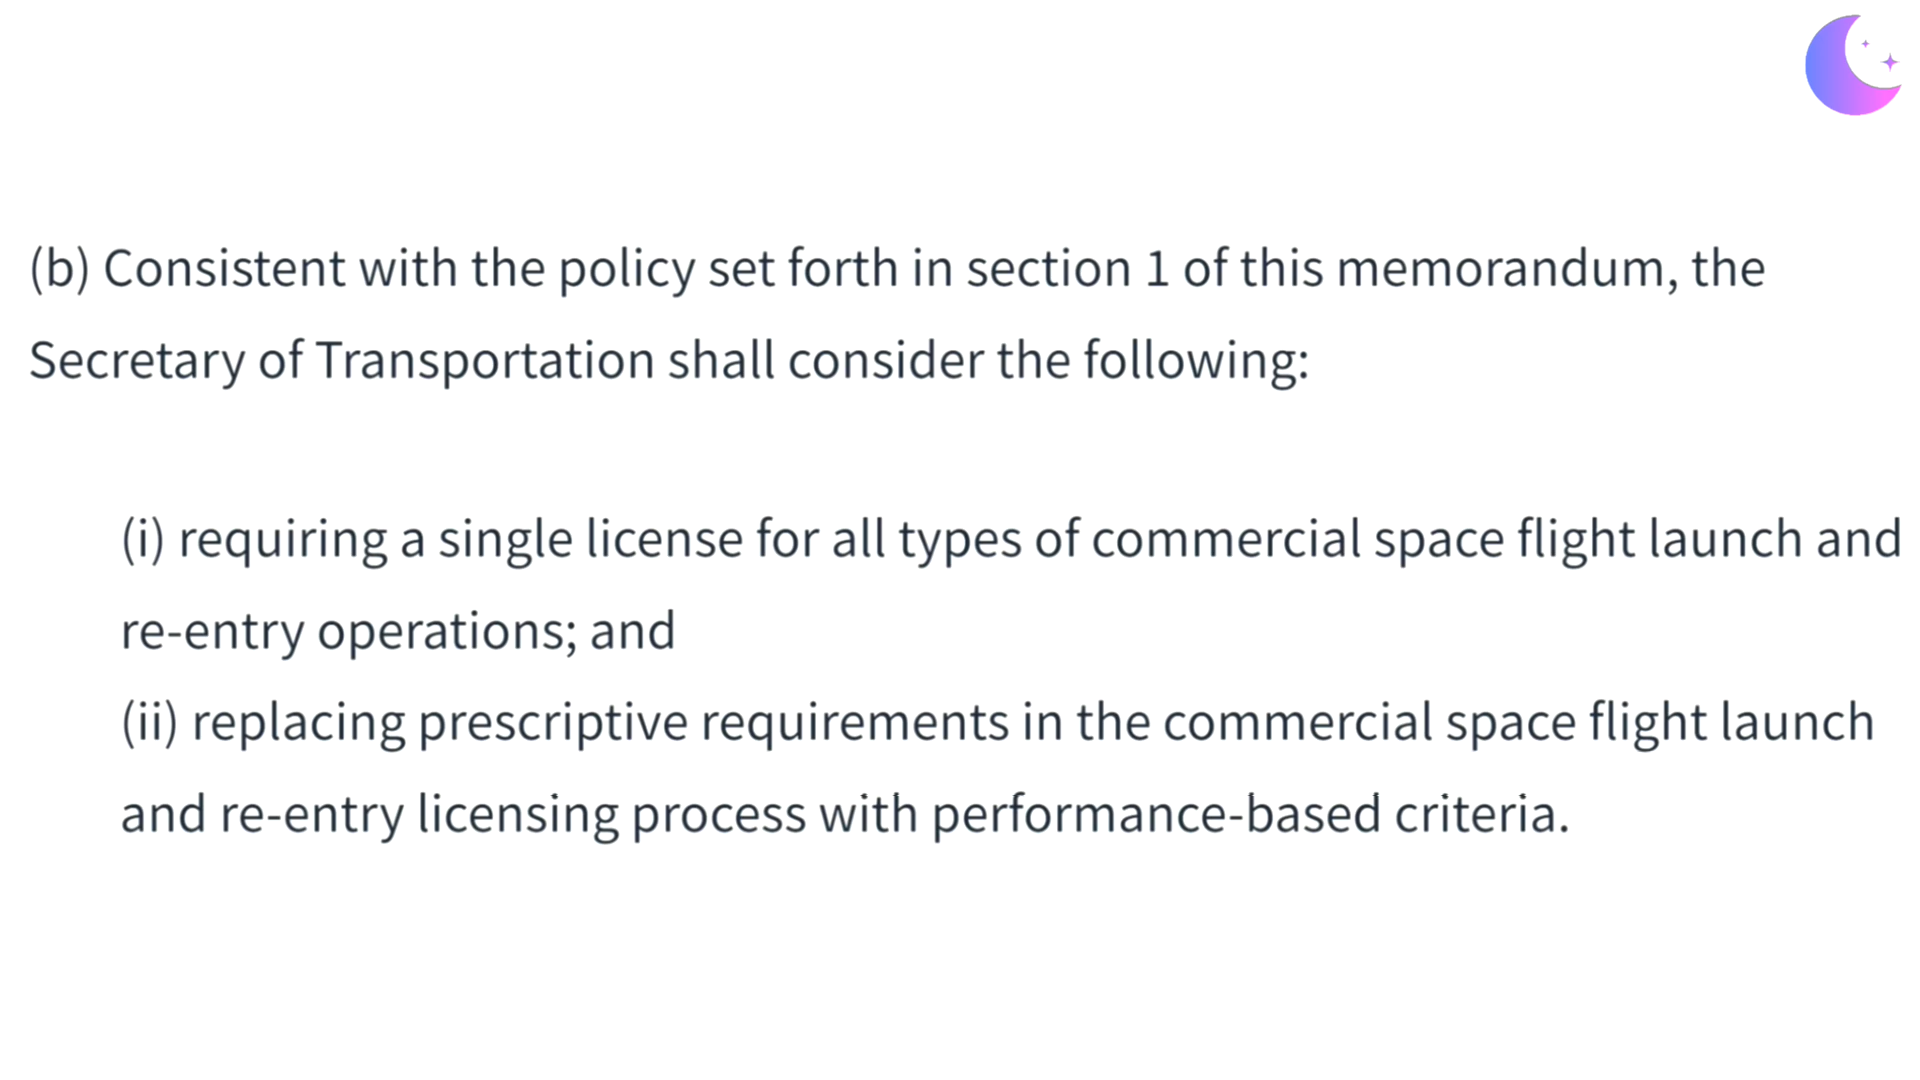 (b) Consistent with the policy set forth in section 1 of this memorandum, the
Secretary of Transportation shall consider the following:
(i) requiring a single license for all types of commercial space flight launch and
re-entry operations; and
(ii) replacing prescriptive requirements in the commercial space flight launch
and re-entry licensing process with performance-based criteria.